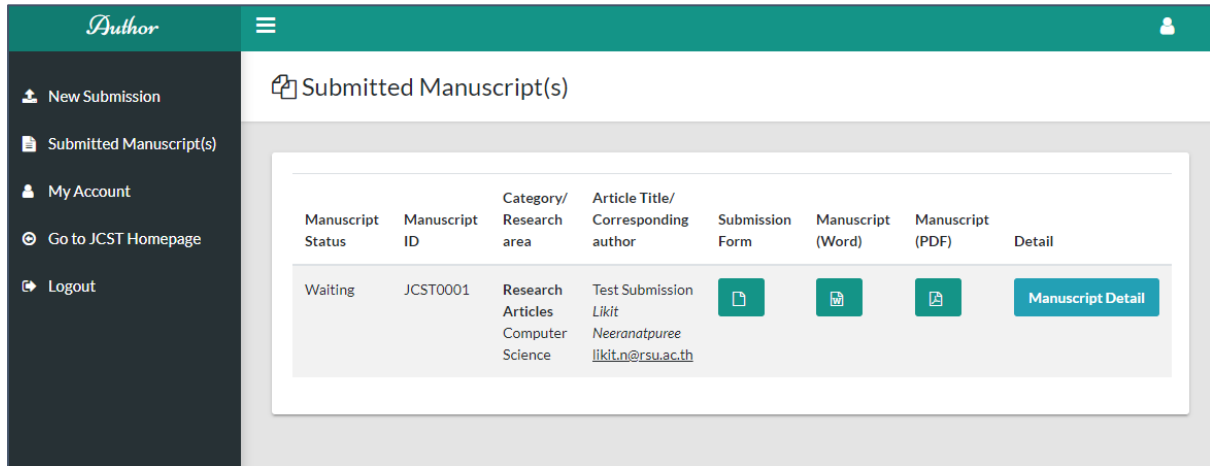 Author
New Submission
Submitted Manuscript(s)
My Account
Go to JCST Homepage
Logout
Submitted Manuscript(s)
Manuscript
Status
Manuscript
ID
Category/
Research
area
Article Title/
Corresponding
author
Submission
Form
Manuscript
(Word)
Manuscript
(PDF)
Detail
Waiting
JCST0001
Research
Articles
Computer
Science
Test Submission
Likit
Neeranatpuree
likit.n@rsu.ac.th
Manuscript Detail